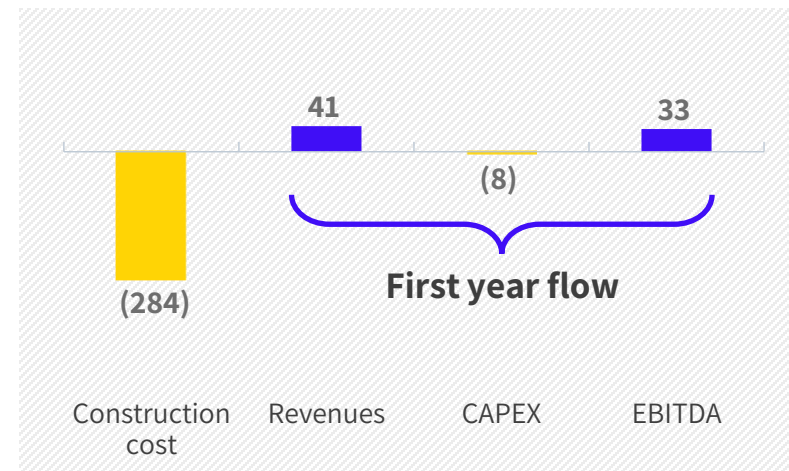 41
33
(8)
First year flow
(284)
Construction
cost
Revenues
CAPEX
EBITDA